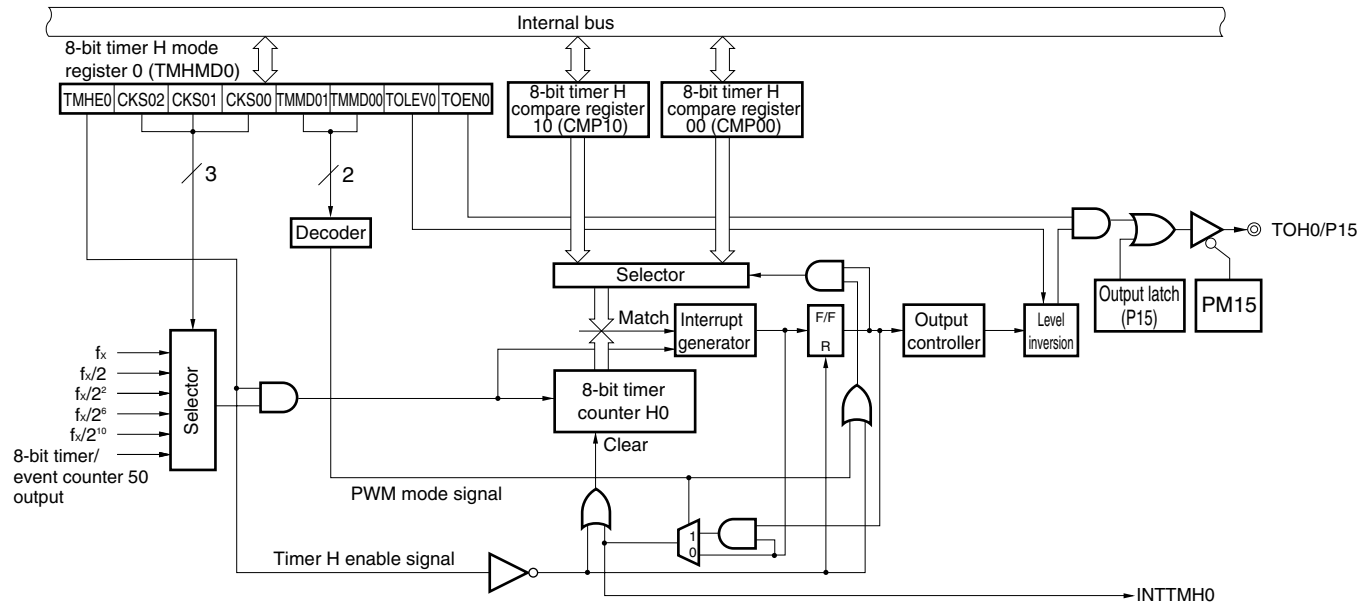 Internal bus
8-bit timer H mode
register 0 (TMHMD0)
TMHE0 CKS02 CKS01 CKS00 TMMD01 TMMD00 TOLEV0 TOEN0
8-bit timer H
compare register
10 (CMP10)
8-bit timer H
compare register
00 (CMP00)
3
2
Decoder
TOH0/P15
Selector
Output latch
(P15)
PM15
Match
Interrupt
generator
F/F
R
Output
controller
Level
inversion
fx
fx/2
fx/2²
fx/2⁶
fx/2¹⁰
8-bit timer/
event counter 50
output
Selector
8-bit timer
counter H0
Clear
PWM mode signal
1
0
Timer H enable signal
INTTMH0